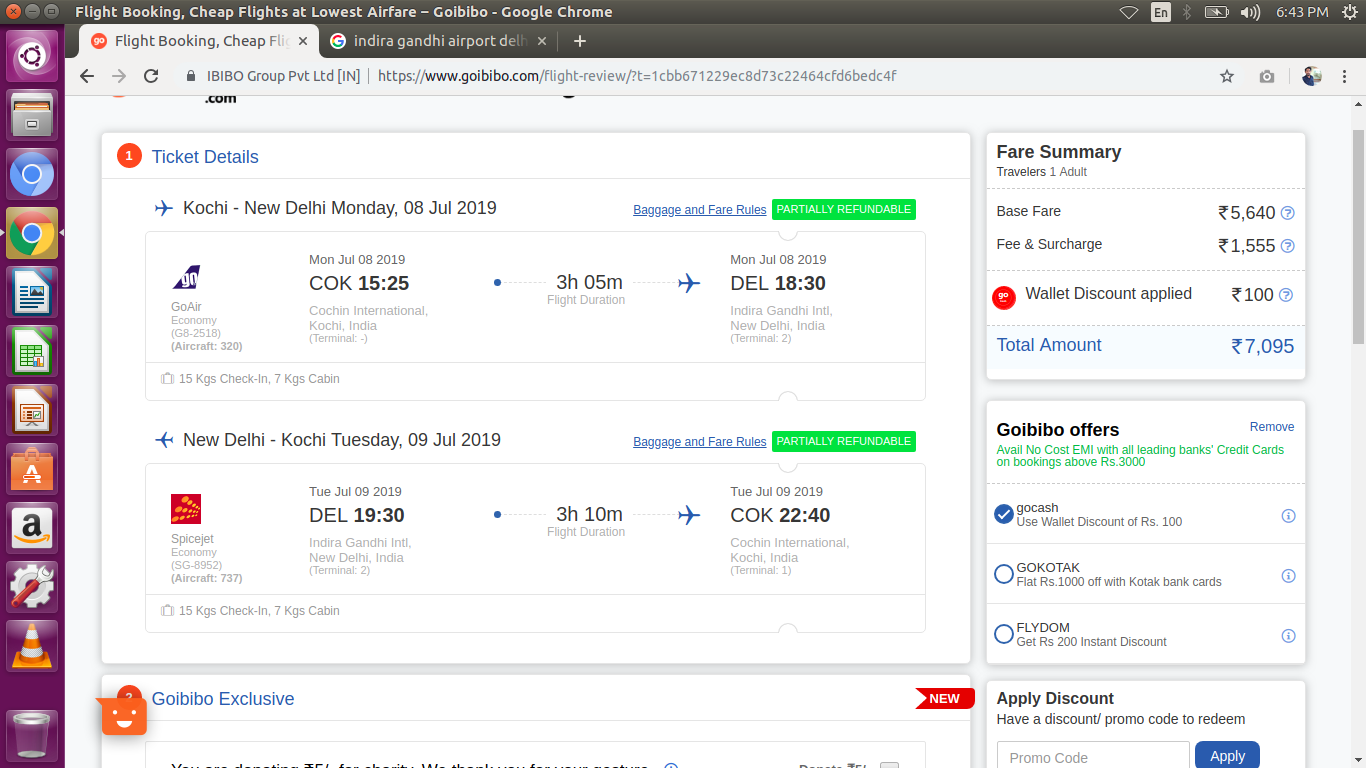 Flight Booking, Cheap Flights at Lowest Airfare – Goibibo - Google Chrome
En
6:43 PM
go Flight Booking, Cheap Flig
indira gandhi airport delh
IBIBO Group Pvt Ltd [IN]
https://www.goibibo.com/flight-review/?t=1cbb671229ec8d73c22464cfd6bedc4f
.com
1 Ticket Details
Kochi - New Delhi Monday, 08 Jul 2019
Baggage and Fare Rules
PARTIALLY REFUNDABLE
go
GoAir
Economy
(G8-2518)
(Aircraft: 320)
Mon Jul 08 2019
COK 15:25
Cochin International,
Kochi, India
(Terminal: -)
3h 05m
Flight Duration
Mon Jul 08 2019
DEL 18:30
Indira Gandhi Intl,
New Delhi, India
(Terminal: 2)
15 Kgs Check-In, 7 Kgs Cabin
New Delhi - Kochi Tuesday, 09 Jul 2019
Baggage and Fare Rules
PARTIALLY REFUNDABLE
Spicejet
Economy
(SG-8952)
(Aircraft: 737)
Tue Jul 09 2019
DEL 19:30
Indira Gandhi Intl,
New Delhi, India
(Terminal: 2)
3h 10m
Flight Duration
Tue Jul 09 2019
COK 22:40
Cochin International,
Kochi, India
(Terminal: 1)
15 Kgs Check-In, 7 Kgs Cabin
2 Goibibo Exclusive
NEW
You are donating ₹5/- for charity. We thank you for your gesture.
Donate ₹5/-
Fare Summary
Travelers 1 Adult
Base Fare ₹5,640 ?
Fee & Surcharge ₹1,555 ?
go Wallet Discount applied ₹100 ?
Total Amount ₹7,095
Goibibo offers Remove
Avail No Cost EMI with all leading banks' Credit Cards
on bookings above Rs.3000
gocash
Use Wallet Discount of Rs. 100
GOKOTAK
Flat Rs.1000 off with Kotak bank cards
FLYDOM
Get Rs 200 Instant Discount
Apply Discount
Have a discount/ promo code to redeem
Promo Code
Apply